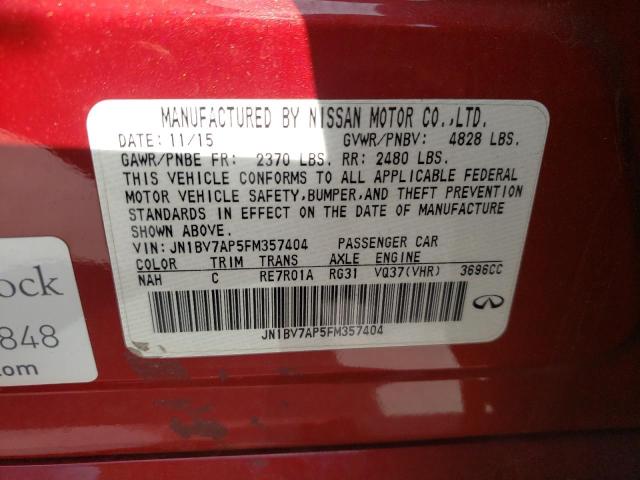 MANUFACTURED BY NISSAN MOTOR CO.,LTD.
DATE: 11/15 GVWR/PNBV: 4828 LBS.
GAWR/PNBE FR: 2370 LBS. RR: 2480 LBS.
THIS VEHICLE CONFORMS TO ALL APPLICABLE FEDERAL
MOTOR VEHICLE SAFETY,BUMPER,AND THEFT PREVENTION
STANDARDS IN EFFECT ON THE DATE OF MANUFACTURE
SHOWN ABOVE.
VIN: JN1BV7AP5FM357404 PASSENGER CAR
COLOR TRIM TRANS AXLE ENGINE
NAH C RE7R01A RG31 VQ37(VHR) 3696CC
JN1BV7AP5FM357404
ock
848
.com